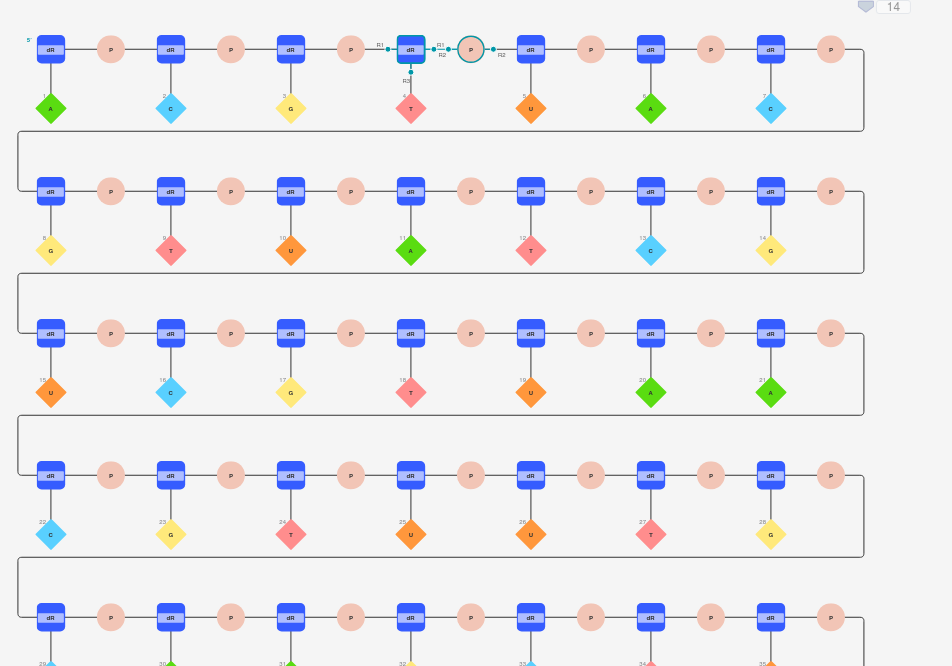 14
5' dR P dR P dR P R1 dR R1 R2 P R2 dR P dR P dR P
R3
1 2 3 4 5 6 7
A C G T U A C
dR P dR P dR P dR P dR P dR P dR P
8 9 10 11 12 13 14
G T U A T C G
dR P dR P dR P dR P dR P dR P dR P
15 16 17 18 19 20 21
U C G T U A A
dR P dR P dR P dR P dR P dR P dR P
22 23 24 25 26 27 28
C G T U U T G
dR P dR P dR P dR P dR P dR P dR P
29 30 31 32 33 34 35